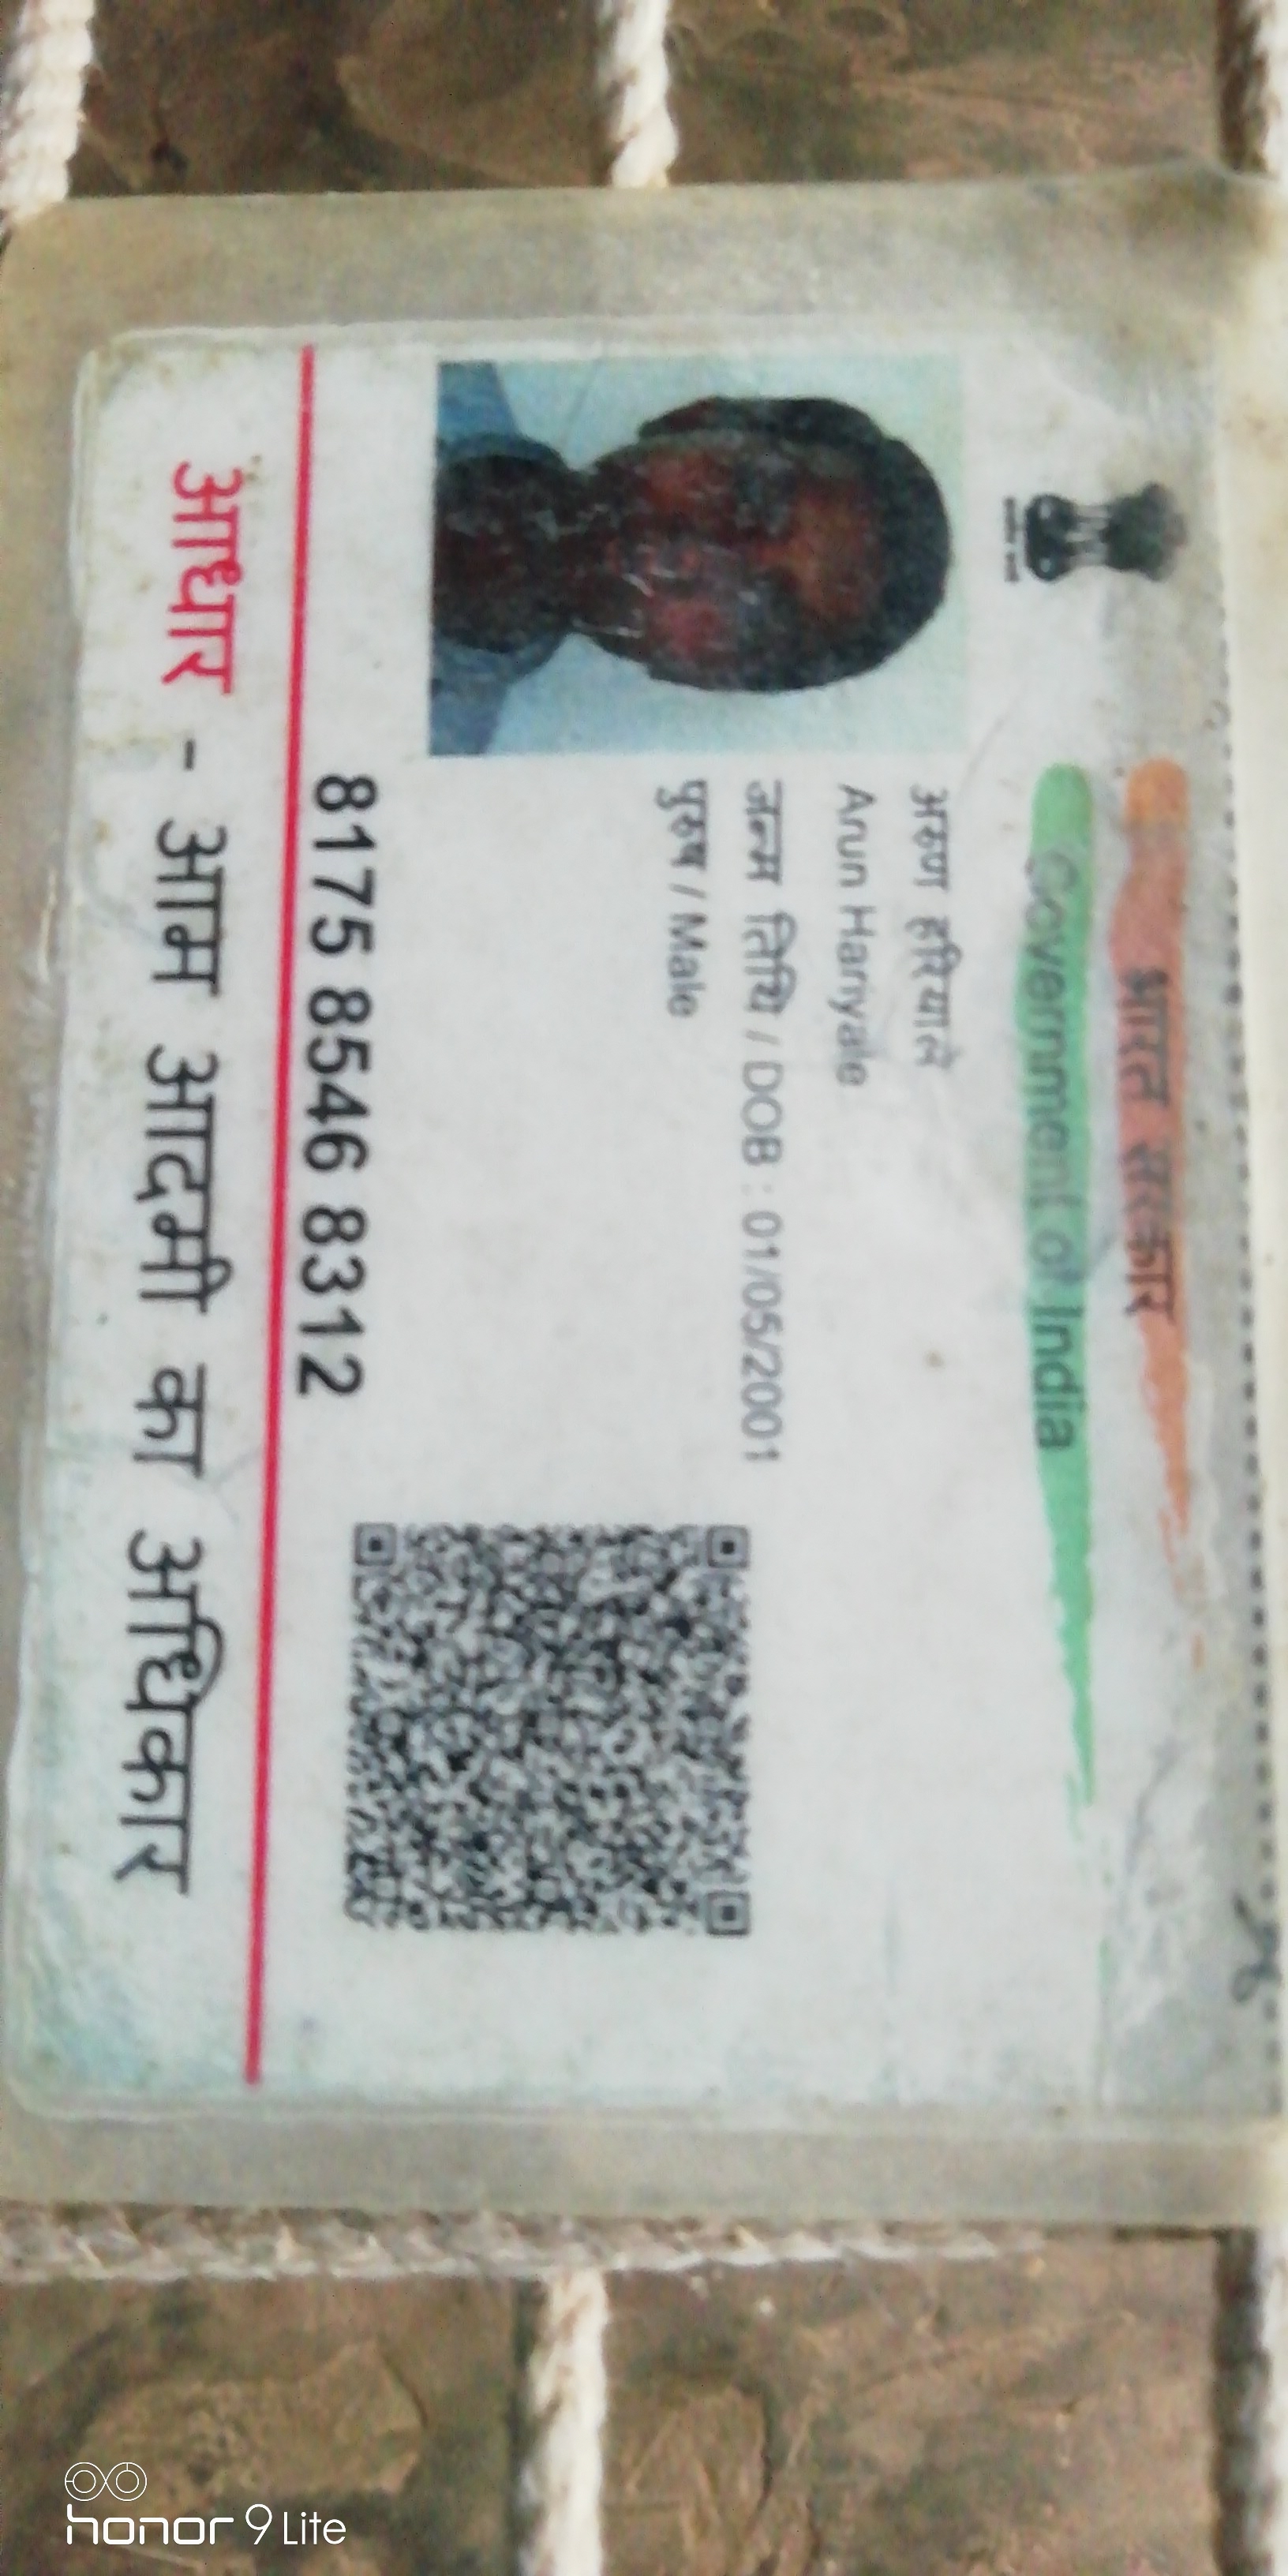 भारत सरकार
Government of India
अरुण हरियाले
Arun Hariyale
जन्म तिथि / DOB : 01/05/2001
पुरुष / Male
8175 8546 8312
आधार - आम आदमी का अधिकार
honor 9 Lite